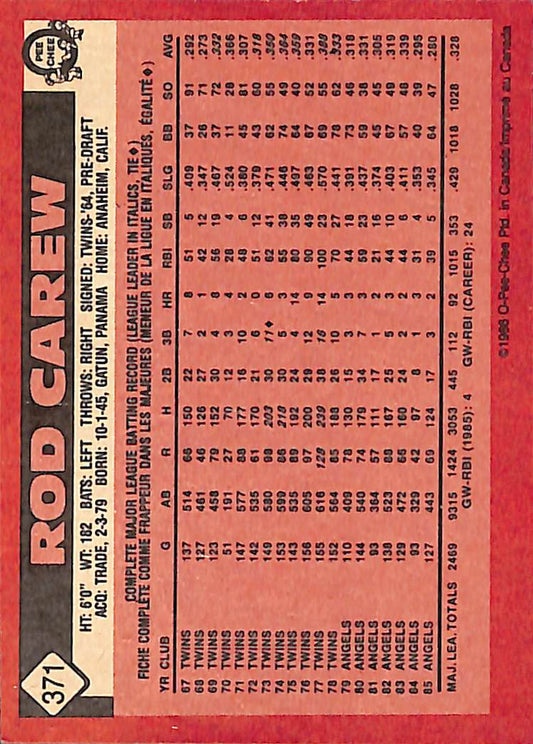 371
ROD CAREW
O
PEE
CHEE
HT: 6'0" WT: 182 BATS: LEFT THROWS: RIGHT SIGNED: TWINS-'64, PRE-DRAFT
ACQ: TRADE, 2-3-79 BORN: 10-1-45, GATUN, PANAMA HOME: ANAHEIM, CALIF.
COMPLETE MAJOR LEAGUE BATTING RECORD (LEAGUE LEADER IN ITALICS, TIE♦)
FICHE COMPLÈTE COMME FRAPPEUR DANS LES MAJEURES (MENEUR DE LA LIGUE EN ITALIQUES, ÉGALITÉ♦)
YR CLUB G AB R H 2B 3B HR RBI SB SLG BB SO AVG
67 TWINS 137 514 66 150 22 7 8 51 5 .409 37 91 .292
68 TWINS 127 461 46 126 27 2 1 42 12 .347 26 71 .273
69 TWINS 123 458 79 152 30 4 8 56 19 .467 37 72 .332
70 TWINS 51 191 27 70 12 3 4 28 4 .524 11 28 .366
71 TWINS 147 577 88 177 16 10 2 48 6 .380 45 81 .307
72 TWINS 142 535 61 170 21 6 0 51 12 .379 43 60 .318
73 TWINS 149 580 98 203 30 11♦ 6 62 41 .471 62 55 .350
74 TWINS 153 599 86 218 30 5 3 55 38 .446 74 49 .364
75 TWINS 143 535 89 192 24 4 14 80 35 .497 64 40 .359
76 TWINS 156 605 97 200 29 12 9 90 49 .463 67 52 .331
77 TWINS 155 616 128 239 38 16 14 100 23 .570 69 55 .388
78 TWINS 152 564 85 188 26 10 5 70 27 .441 78 62 .333
79 ANGELS 110 409 78 130 15 3 3 44 18 .391 73 46 .318
80 ANGELS 144 540 74 179 34 7 3 59 23 .437 59 38 .331
81 ANGELS 93 364 57 111 17 1 2 21 16 .374 45 45 .305
82 ANGELS 138 523 88 167 25 5 3 44 10 .403 67 49 .319
83 ANGELS 129 472 66 160 24 2 2 44 6 .411 57 48 .339
84 ANGELS 93 329 42 97 8 1 3 31 4 .353 40 39 .295
85 ANGELS 127 443 69 124 17 3 2 39 5 .345 64 47 .280
MAJ.LEA.TOTALS 2469 9315 1424 3053 445 112 92 1015 353 .429 1018 1028 .328
GW-RBI (1985): 4 GW-RBI (CAREER): 24
©1986 O-Pee-Chee Ptd. in Canada Imprimé au Canada